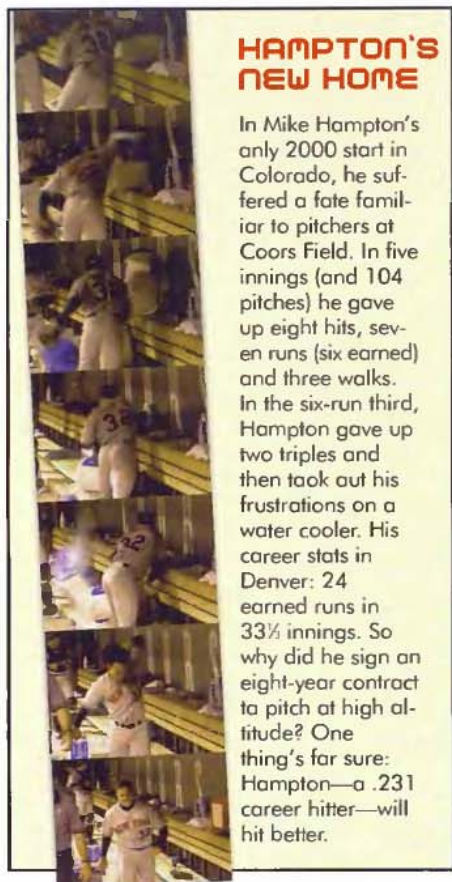 HAMPTON'S
NEW HOME
In Mike Hampton's
only 2000 start in
Colorado, he suf-
fered a fate famil-
iar to pitchers at
Coors Field. In five
innings (and 104
pitches) he gave
up eight hits, sev-
en runs (six earned)
and three walks.
In the six-run third,
Hampton gave up
two triples and
then took out his
frustrations on a
water cooler. His
career stats in
Denver: 24
earned runs in
33⅓ innings. So
why did he sign an
eight-year contract
to pitch at high al-
titude? One
thing's for sure:
Hampton—a .231
career hitter—will
hit better.
32
32